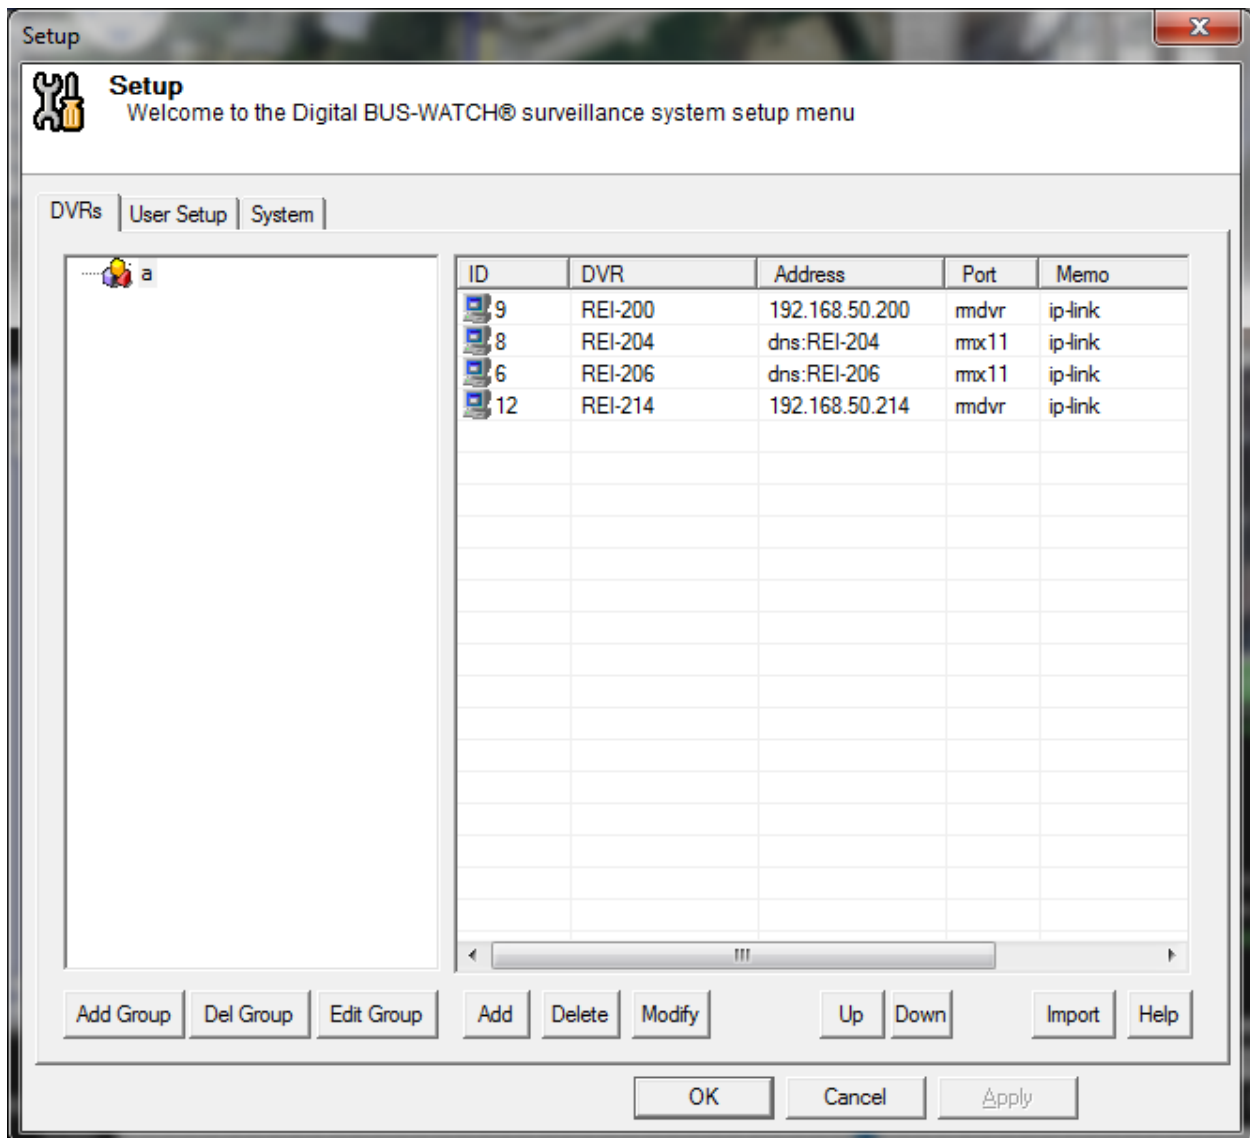 Setup
Setup
Welcome to the Digital BUS-WATCH® surveillance system setup menu
DVRs User Setup System
a
ID DVR Address Port Memo
9 REI-200 192.168.50.200 rmdvr ip-link
8 REI-204 dns:REI-204 rmx11 ip-link
6 REI-206 dns:REI-206 rmx11 ip-link
12 REI-214 192.168.50.214 rmdvr ip-link
Add Group Del Group Edit Group Add Delete Modify Up Down Import Help
OK Cancel Apply